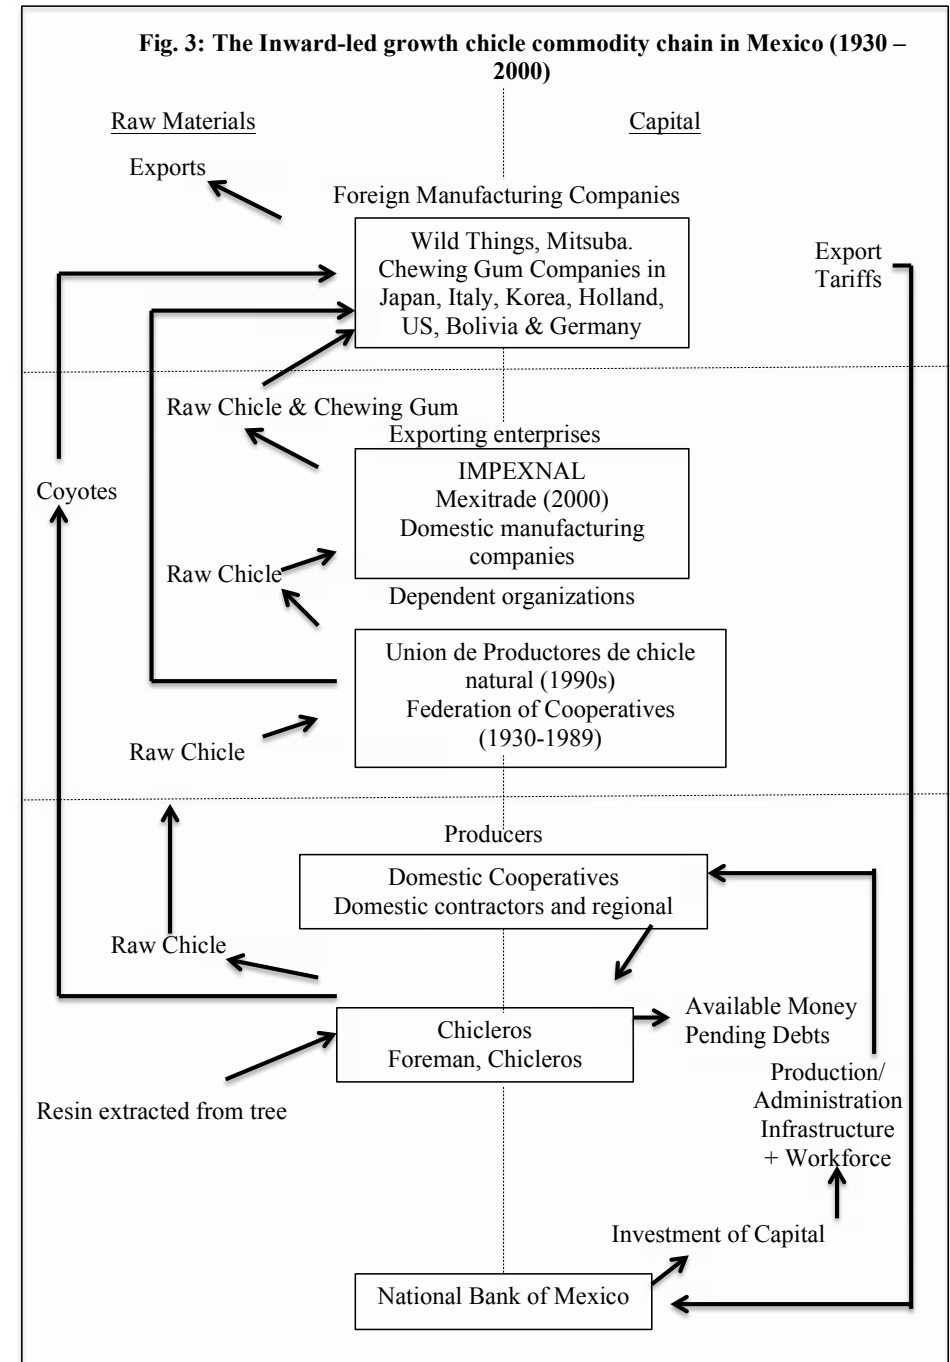 Fig. 3: The Inward-led growth chicle commodity chain in Mexico (1930 –
2000)
Raw Materials
Capital
Exports
Foreign Manufacturing Companies
Wild Things, Mitsuba.
Chewing Gum Companies in
Japan, Italy, Korea, Holland,
US, Bolivia & Germany
Export
Tariffs
Raw Chicle & Chewing Gum
Exporting enterprises
IMPEXNAL
Mexitrade (2000)
Domestic manufacturing
companies
Coyotes
Raw Chicle
Dependent organizations
Union de Productores de chicle
natural (1990s)
Federation of Cooperatives
(1930-1989)
Raw Chicle
Producers
Domestic Cooperatives
Domestic contractors and regional
Raw Chicle
Chicleros
Foreman, Chicleros
Available Money
Pending Debts
Resin extracted from tree
Production/
Administration
Infrastructure
+ Workforce
Investment of Capital
National Bank of Mexico